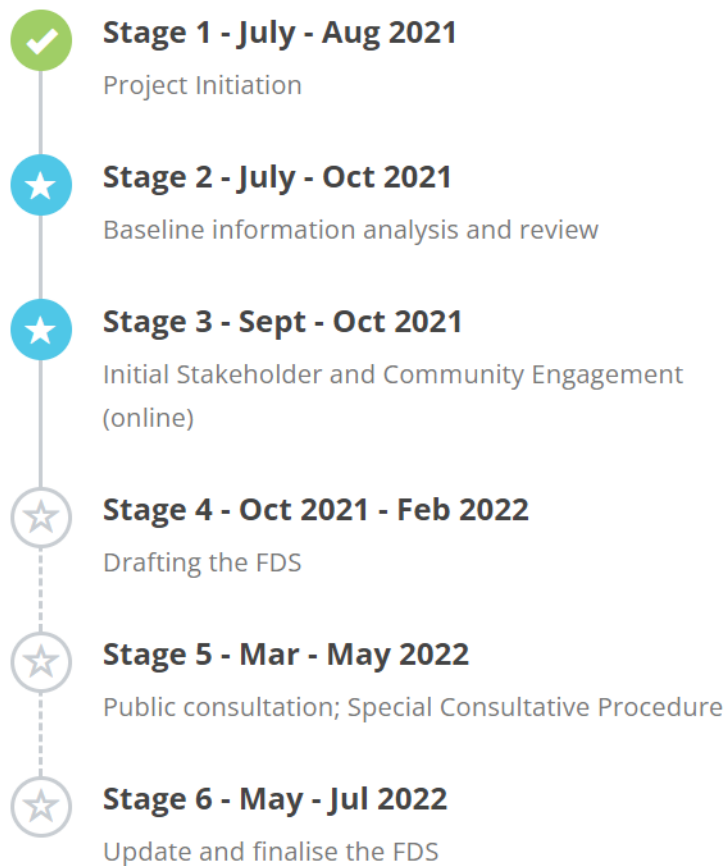 Stage 1 - July - Aug 2021
Project Initiation
Stage 2 - July - Oct 2021
Baseline information analysis and review
Stage 3 - Sept - Oct 2021
Initial Stakeholder and Community Engagement
(online)
Stage 4 - Oct 2021 - Feb 2022
Drafting the FDS
Stage 5 - Mar - May 2022
Public consultation; Special Consultative Procedure
Stage 6 - May - Jul 2022
Update and finalise the FDS